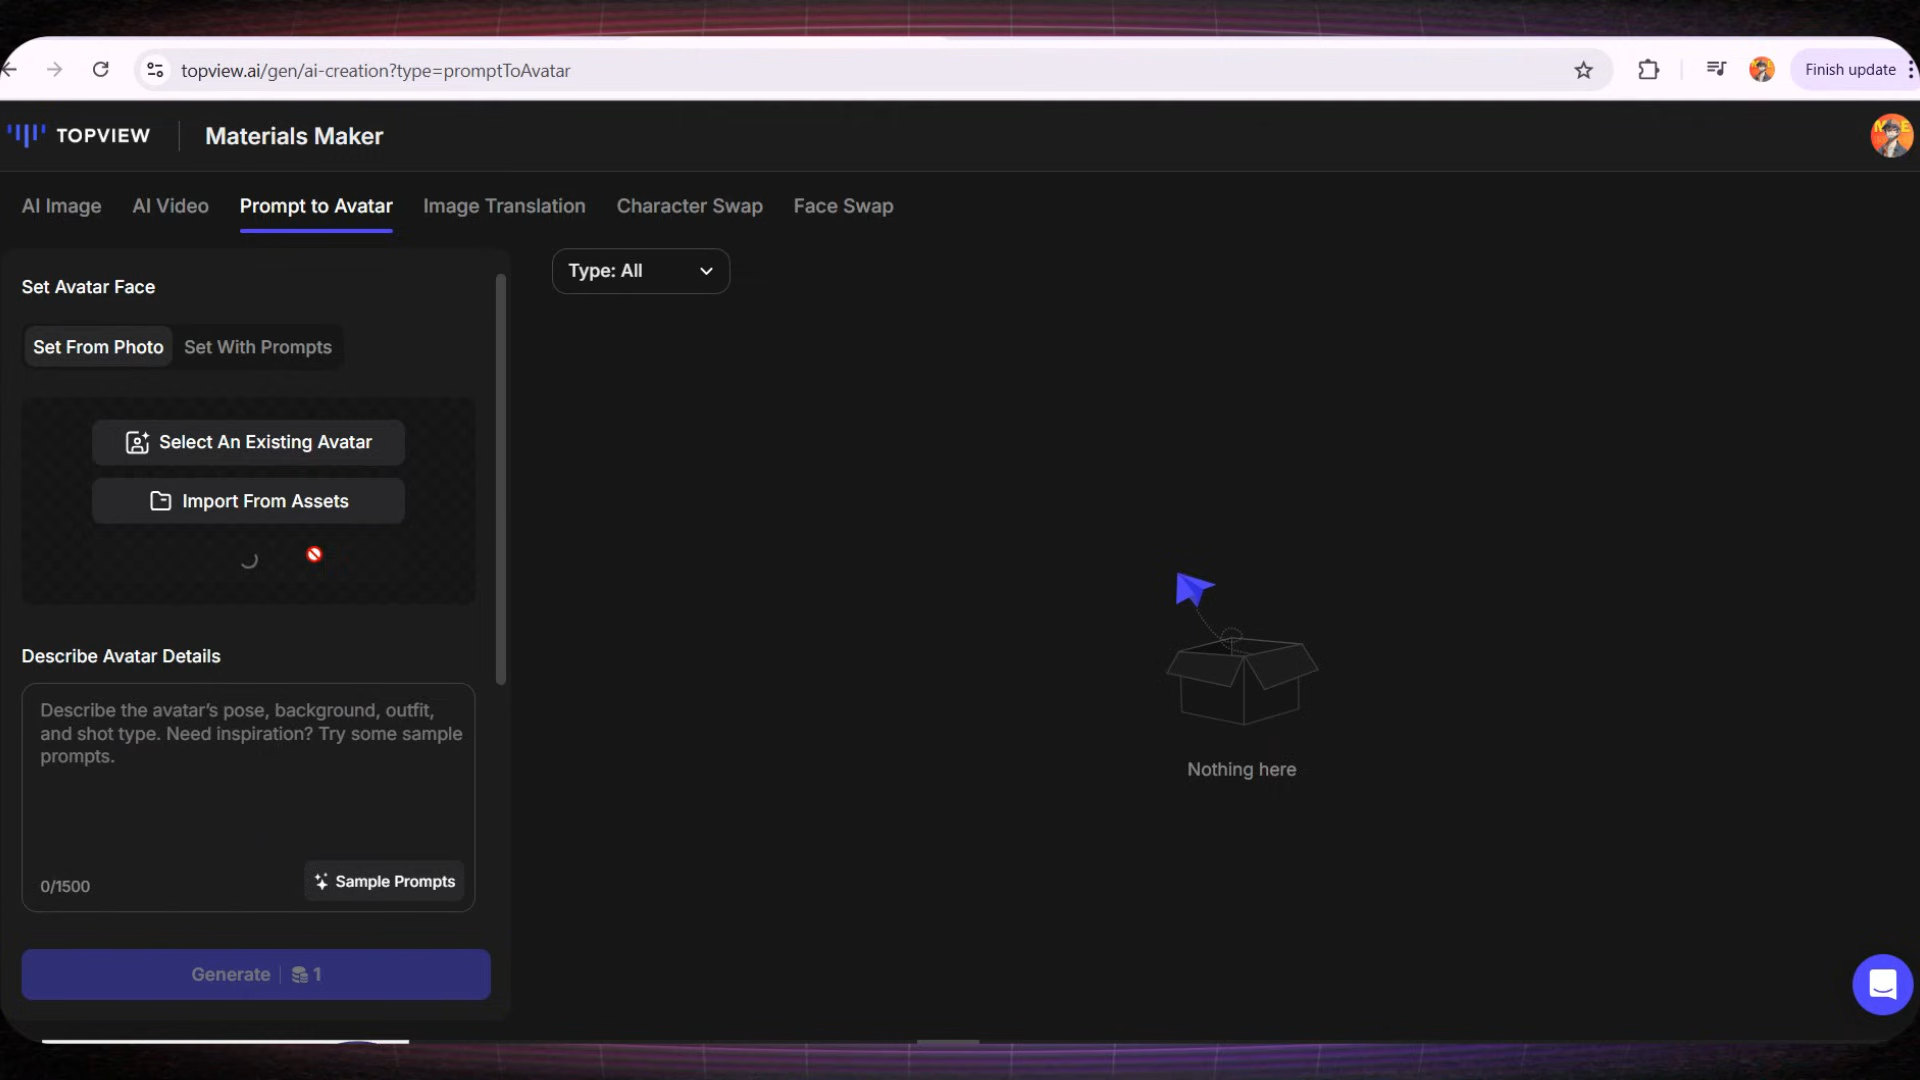 topview.ai/gen/ai-creation?type=promptToAvatar
Finish update
TOPVIEW
Materials Maker
AI Image
AI Video
Prompt to Avatar
Image Translation
Character Swap
Face Swap
Set Avatar Face
Type: All
Set From Photo
Set With Prompts
Select An Existing Avatar
Import From Assets
Describe Avatar Details
Describe the avatar’s pose, background, outfit,
and shot type. Need inspiration? Try some sample
prompts.
Nothing here
0/1500
Sample Prompts
Generate
1